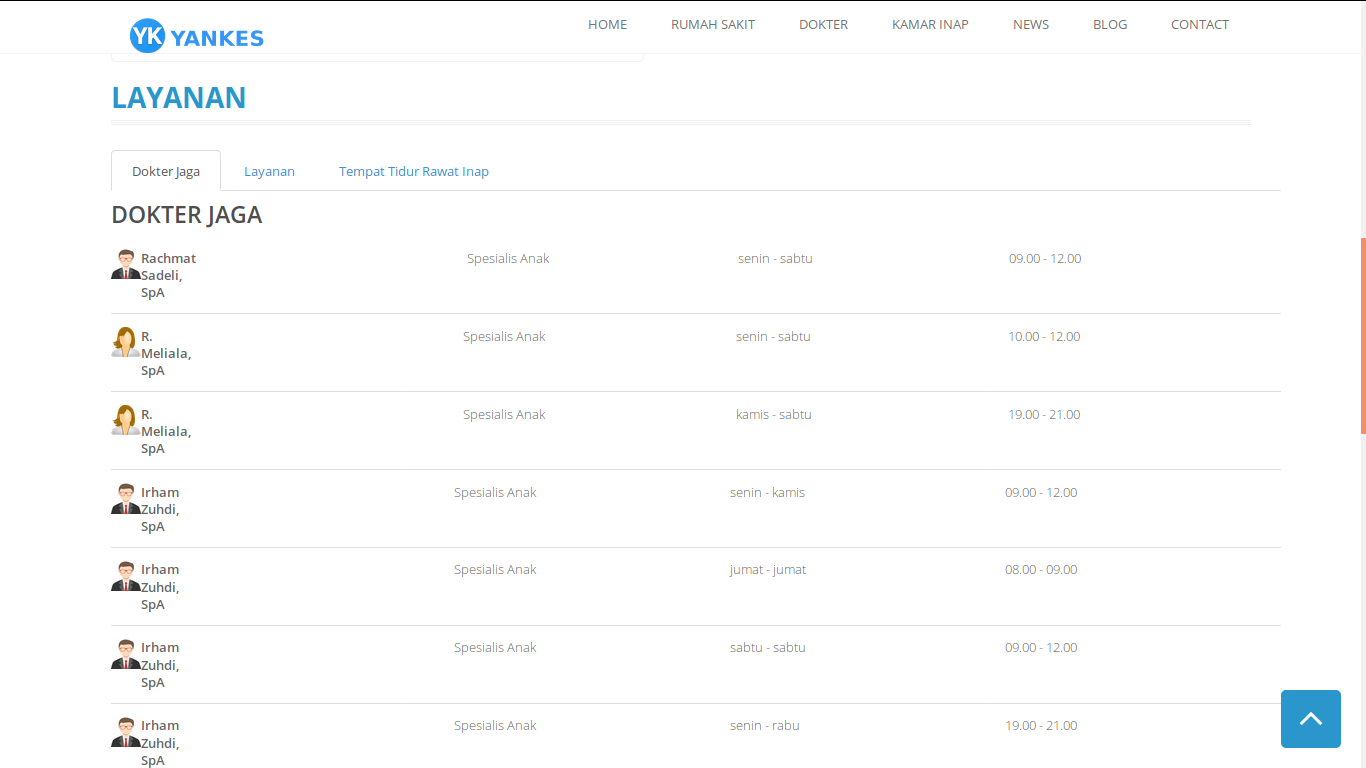 YK YANKES HOME RUMAH SAKIT DOKTER KAMAR INAP NEWS BLOG CONTACT
LAYANAN
Dokter Jaga Layanan Tempat Tidur Rawat Inap
DOKTER JAGA
Rachmat Spesialis Anak senin - sabtu 09.00 - 12.00
Sadeli,
SpA
R. Spesialis Anak senin - sabtu 10.00 - 12.00
Meliala,
SpA
R. Spesialis Anak kamis - sabtu 19.00 - 21.00
Meliala,
SpA
Irham Spesialis Anak senin - kamis 09.00 - 12.00
Zuhdi,
SpA
Irham Spesialis Anak jumat - jumat 08.00 - 09.00
Zuhdi,
SpA
Irham Spesialis Anak sabtu - sabtu 09.00 - 12.00
Zuhdi,
SpA
Irham Spesialis Anak senin - rabu 19.00 - 21.00
Zuhdi,
SpA